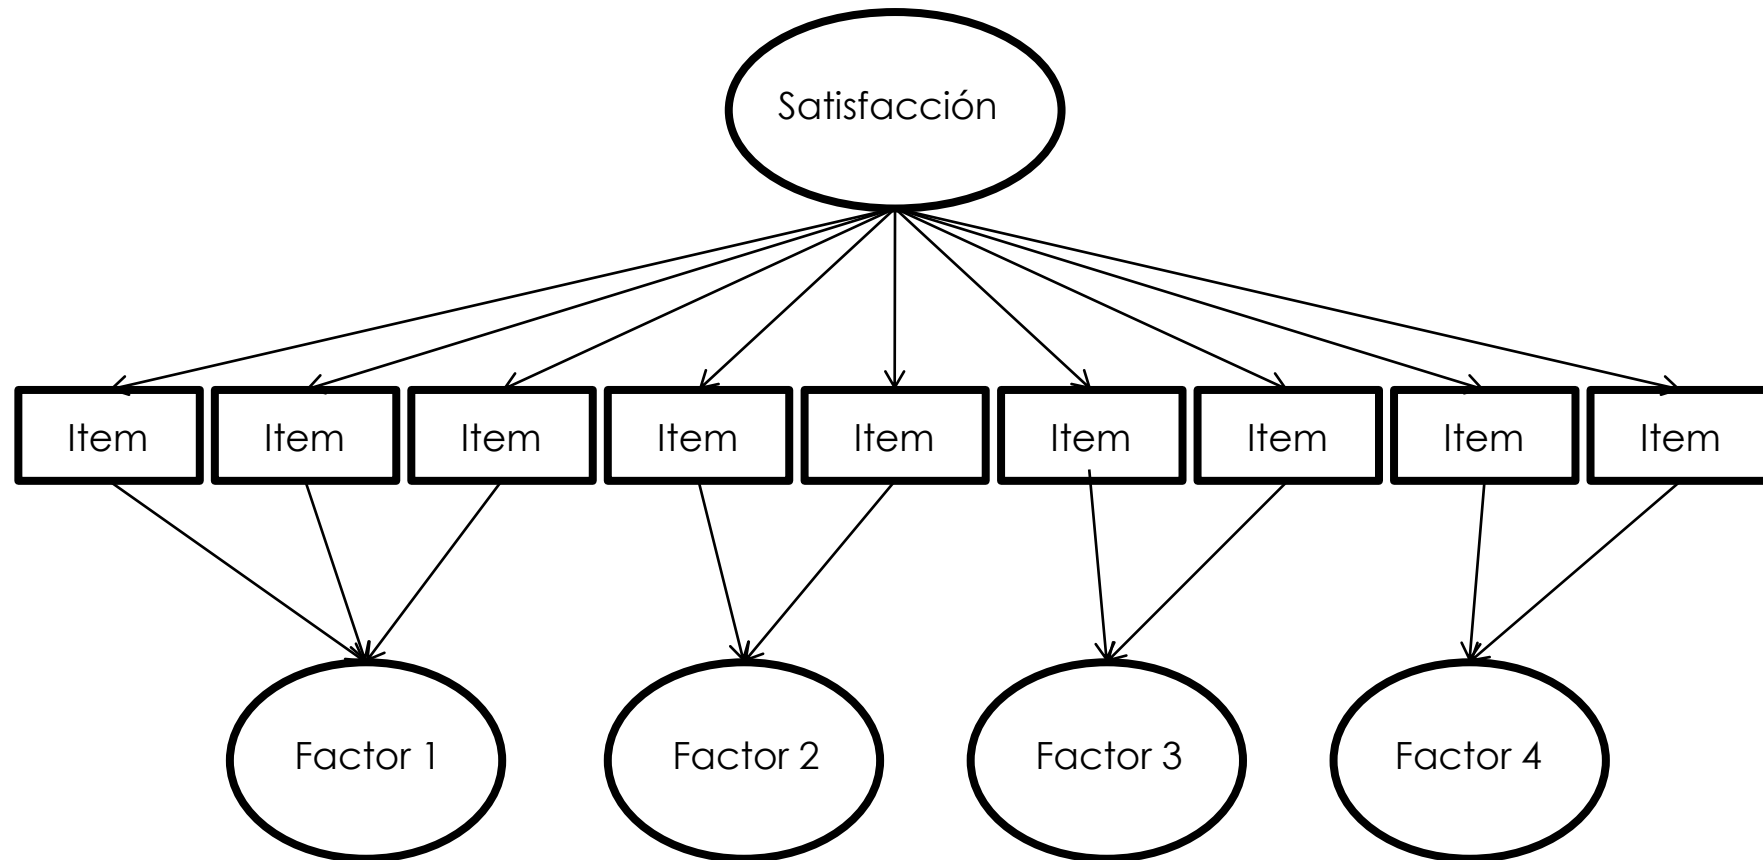 Satisfacción
Item
Item
Item
Item
Item
Item
Item
Item
Item
Factor 1
Factor 2
Factor 3
Factor 4